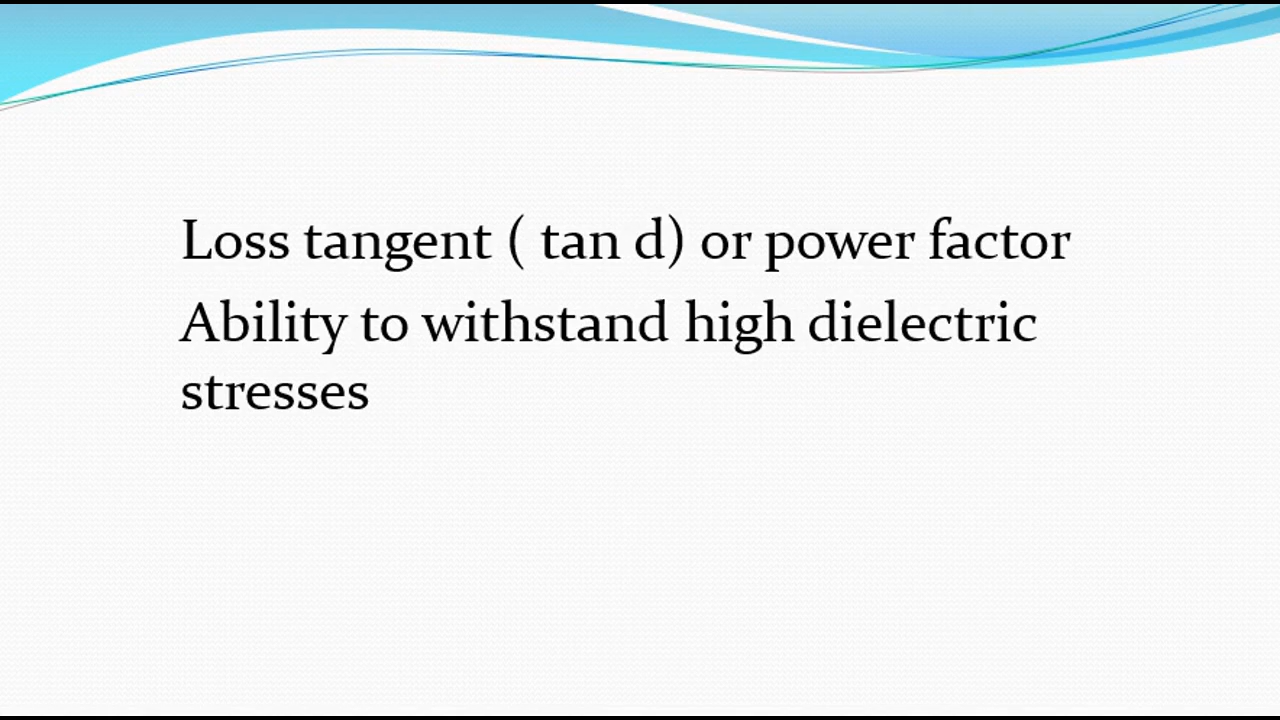 Loss tangent ( tan d) or power factor
Ability to withstand high dielectric
stresses